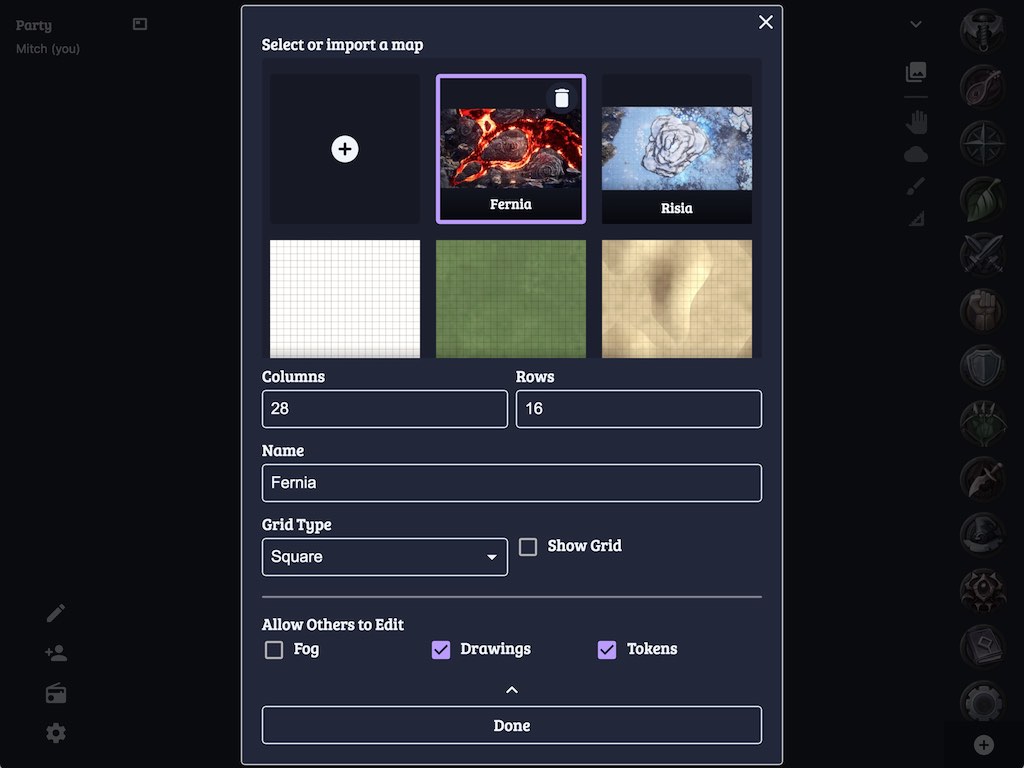 Party
Mitch (you)
Select or import a map
Fernia
Risia
Columns
Rows
28
16
Name
Fernia
Grid Type
Square
Show Grid
Allow Others to Edit
Fog
Drawings
Tokens
Done